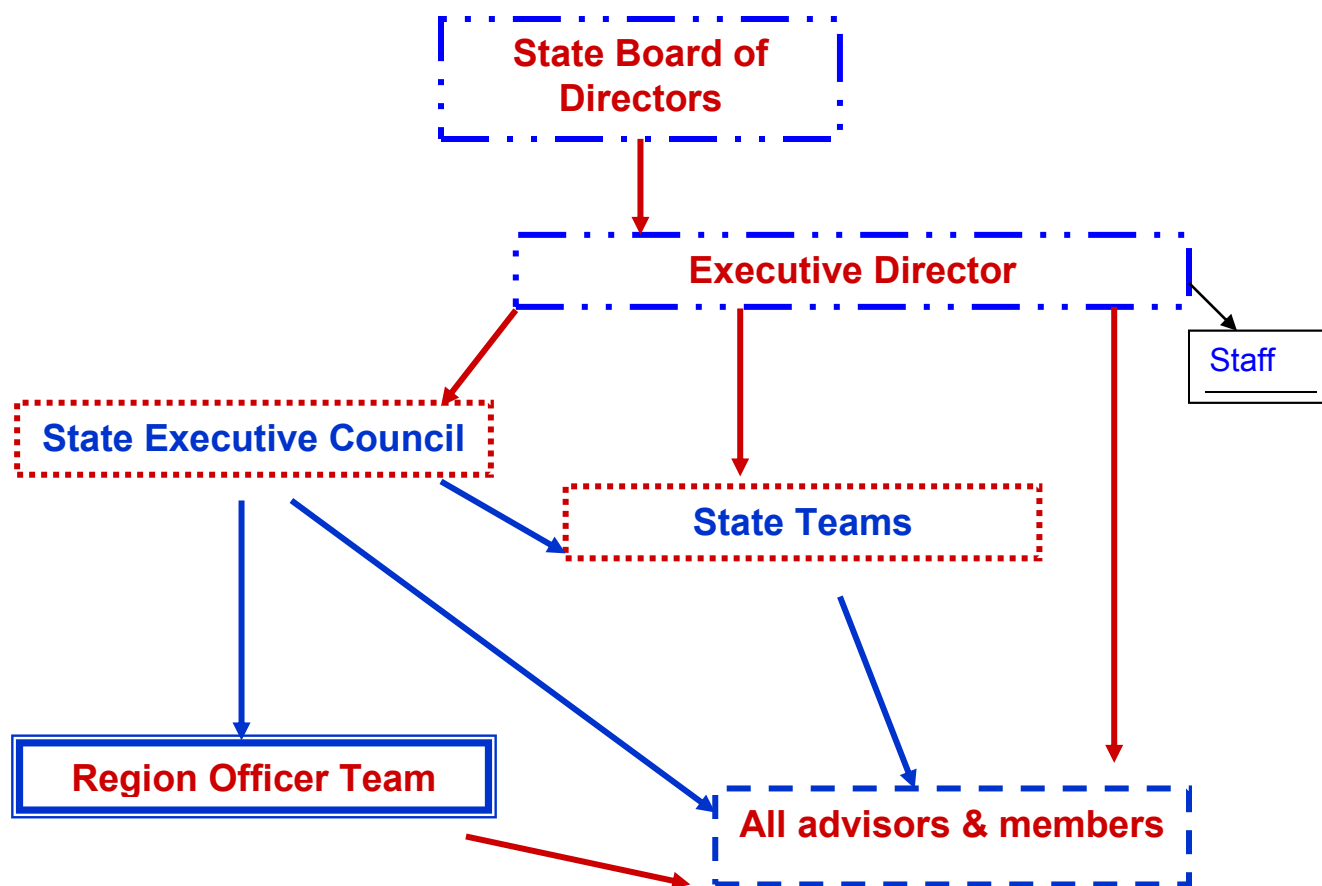 State Board of
Directors
Executive Director
Staff
State Executive Council
State Teams
Region Officer Team
All advisors & members